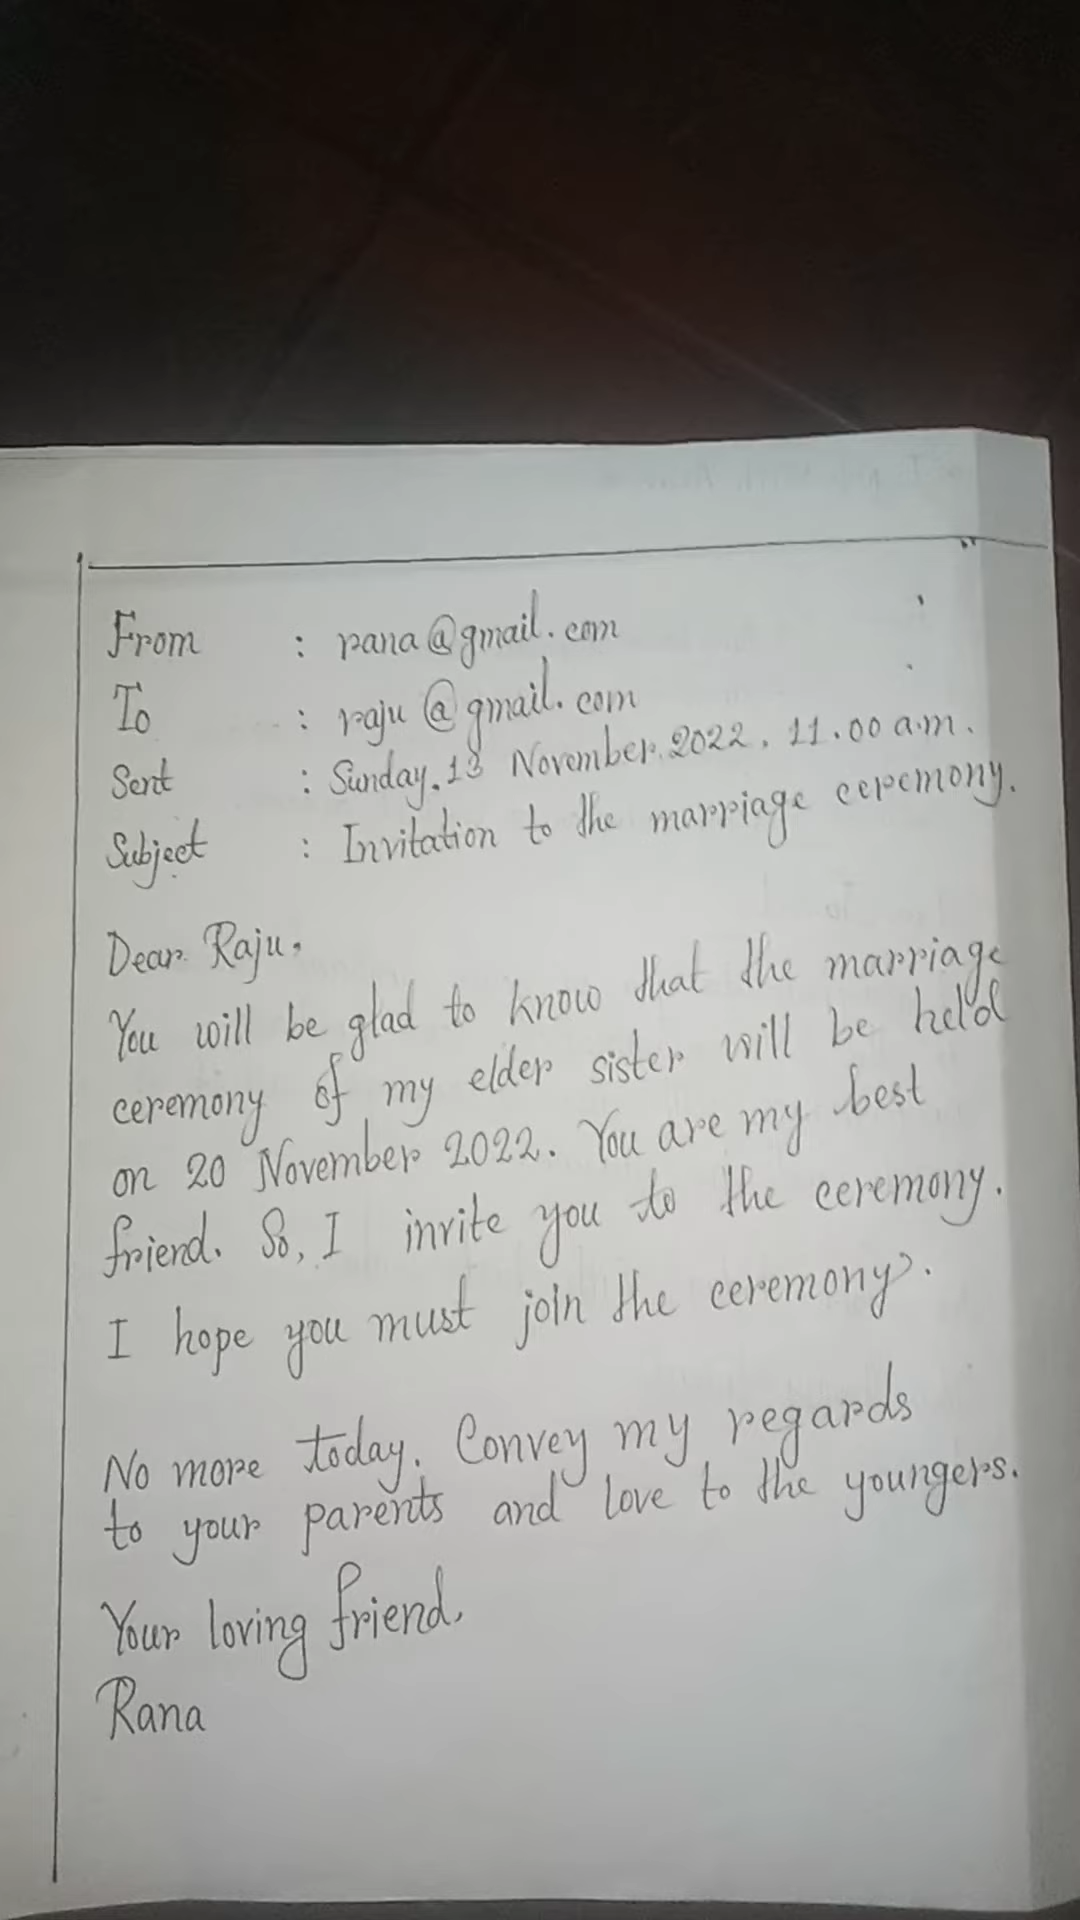 From : rana@gmail.com
To : raju@gmail.com
Sent : Sunday, 13 November, 2022, 11.00 a.m.
Subject : Invitation to the marriage ceremony.
Dear Raju,
You will be glad to know that the marriage
ceremony of my elder sister will be held
on 20 November 2022. You are my best
friend. So, I invite you to the ceremony.
I hope you must join the ceremony.
No more today. Convey my regards
to your parents and love to the youngers.
Your loving friend,
Rana